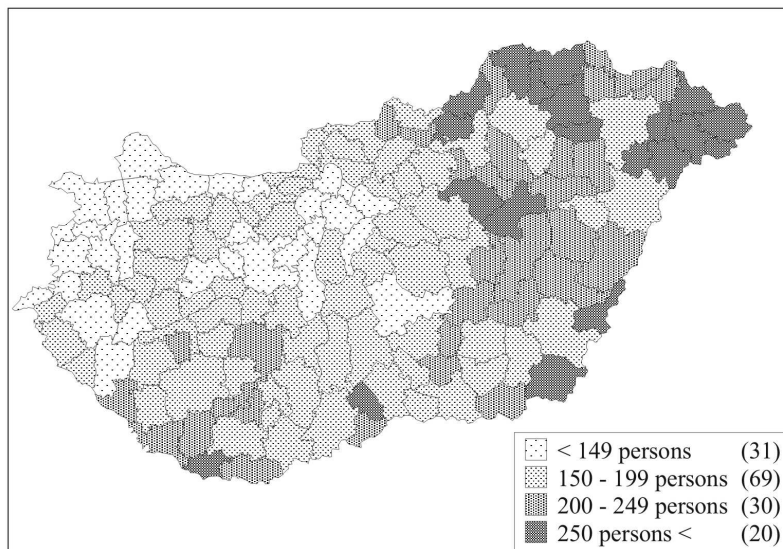 < 149 persons (31)
150 - 199 persons (69)
200 - 249 persons (30)
250 persons < (20)